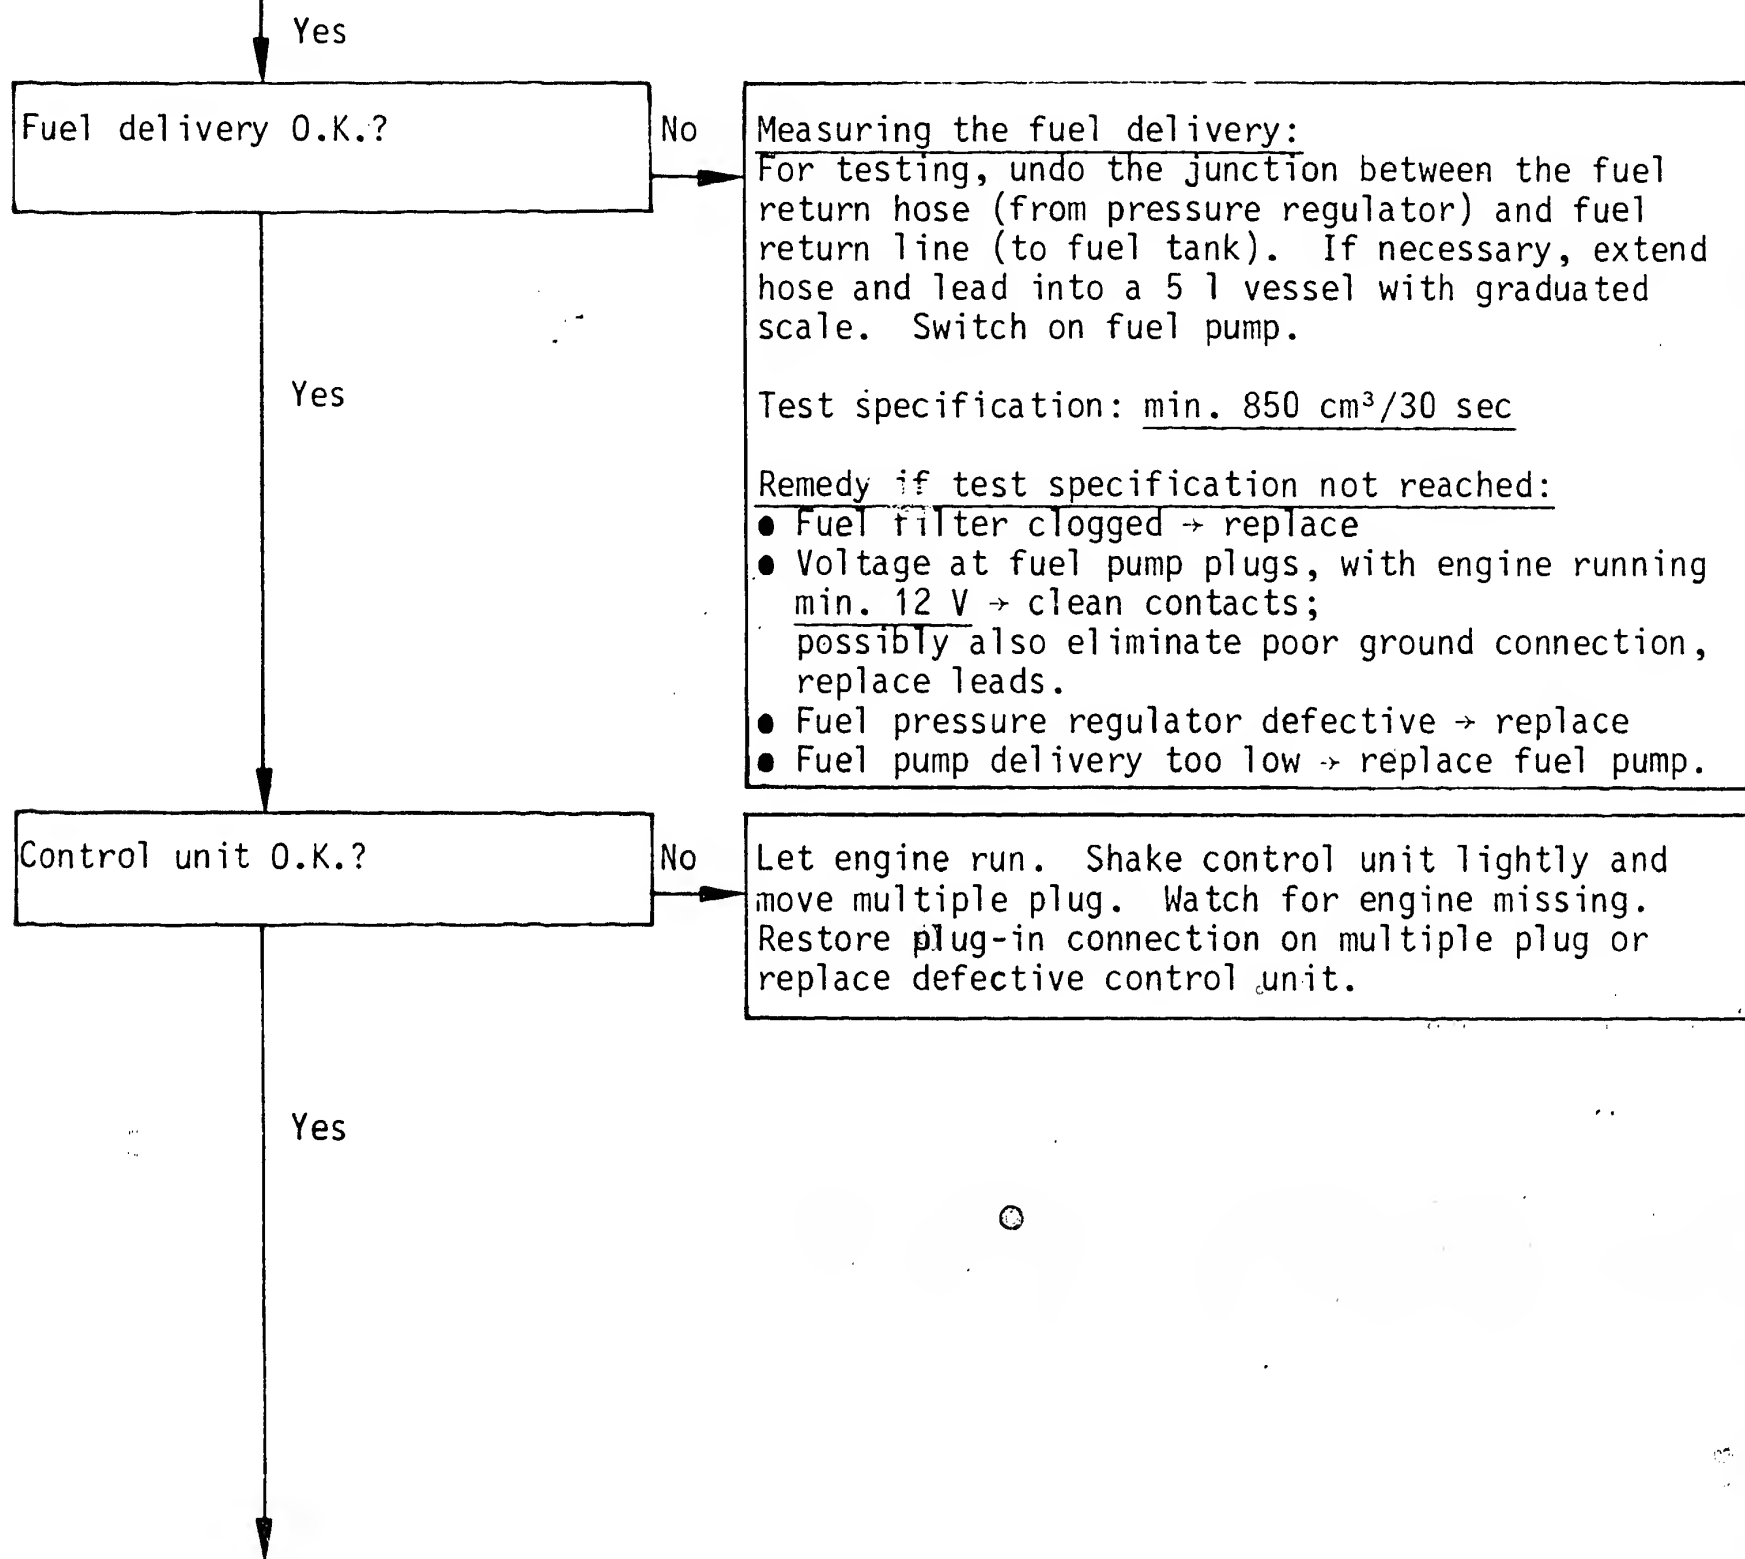 Yes
Fuel delivery O.K.?
No
Measuring the fuel delivery:
For testing, undo the junction between the fuel
return hose (from pressure regulator) and fuel
return line (to fuel tank). If necessary, extend
hose and lead into a 5 l vessel with graduated
scale. Switch on fuel pump.
Test specification: min. 850 cm³/30 sec
Remedy if test specification not reached:
● Fuel filter clogged → replace
● Voltage at fuel pump plugs, with engine running
min. 12 V → clean contacts;
possibly also eliminate poor ground connection,
replace leads.
● Fuel pressure regulator defective → replace
● Fuel pump delivery too low → replace fuel pump.
Yes
Control unit O.K.?
No
Let engine run. Shake control unit lightly and
move multiple plug. Watch for engine missing.
Restore plug-in connection on multiple plug or
replace defective control unit.
Yes